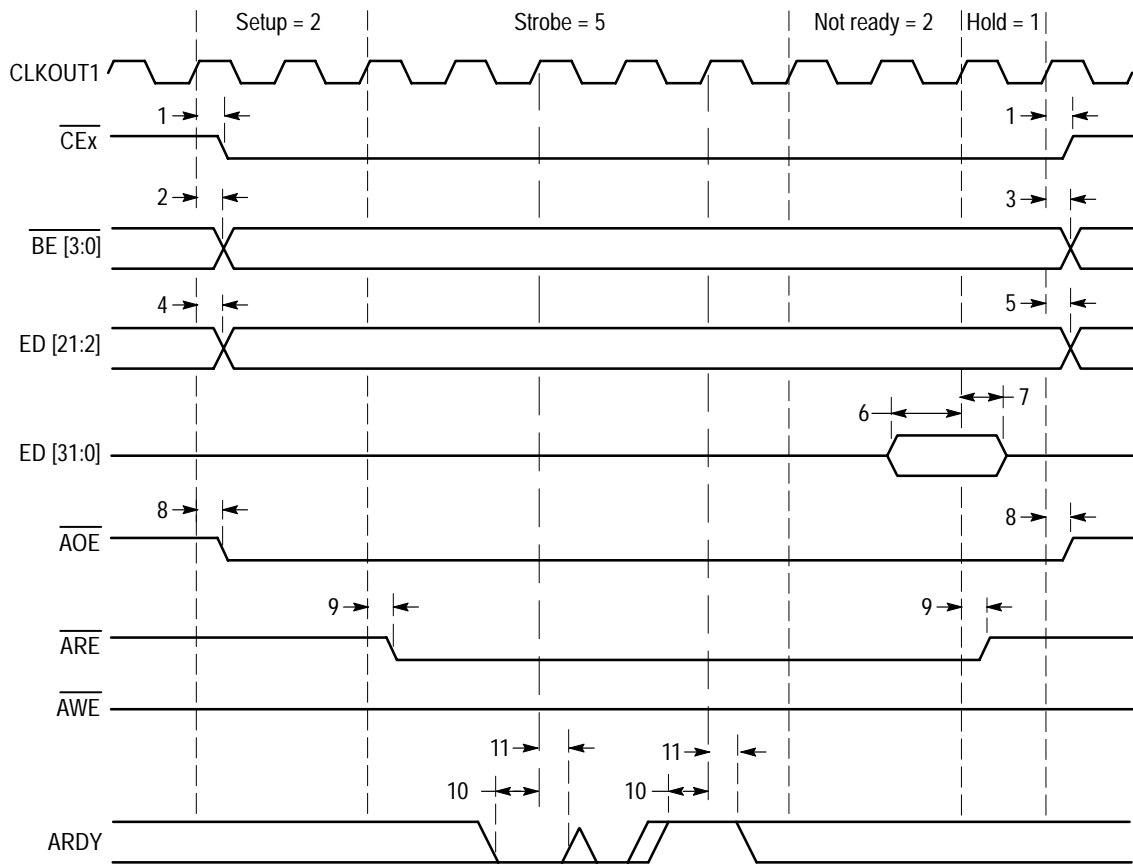 Setup = 2 Strobe = 5 Not ready = 2 Hold = 1
CLKOUT1
1 1
CEx
2 3
BE [3:0]
4 5
ED [21:2]
6 7
ED [31:0]
8 8
AOE
9 9
ARE
AWE
11 11
10 10
ARDY